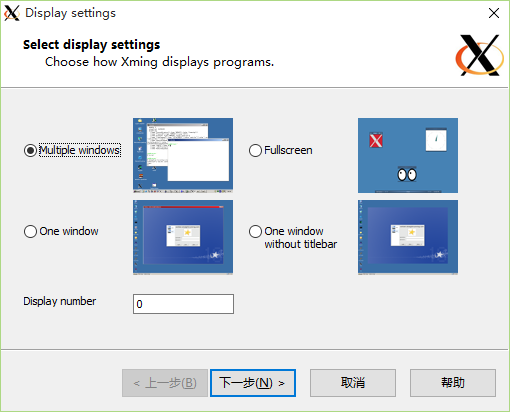 Display settings
Select display settings
Choose how Xming displays programs.
Multiple windows
Fullscreen
One window
One window
without titlebar
Display number
0
< 上一步(B)
下一步(N) >
取消
帮助